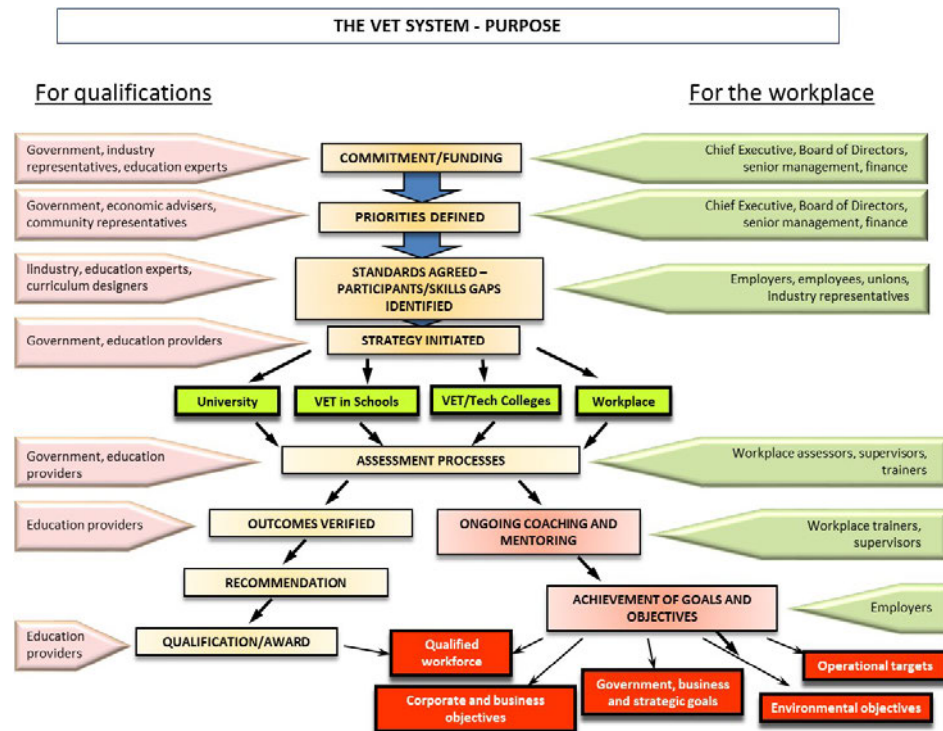 THE VET SYSTEM - PURPOSE
For qualifications
For the workplace
Government, industry
representatives, education experts
COMMITMENT/FUNDING
Chief Executive, Board of Directors,
senior management, finance
Government, economic advisers,
community representatives
PRIORITIES DEFINED
Chief Executive, Board of Directors,
senior management, finance
IIndustry, education experts,
curriculum designers
STANDARDS AGREED –
PARTICIPANTS/SKILLS GAPS
IDENTIFIED
Employers, employees, unions,
industry representatives
Government, education providers
STRATEGY INITIATED
University
VET in Schools
VET/Tech Colleges
Workplace
Government, education
providers
ASSESSMENT PROCESSES
Workplace assessors, supervisors,
trainers
Education providers
OUTCOMES VERIFIED
ONGOING COACHING AND
MENTORING
Workplace trainers,
supervisors
RECOMMENDATION
ACHIEVEMENT OF GOALS AND
OBJECTIVES
Employers
Education
providers
QUALIFICATION/AWARD
Qualified
workforce
Operational targets
Corporate and business
objectives
Government, business
and strategic goals
Environmental objectives